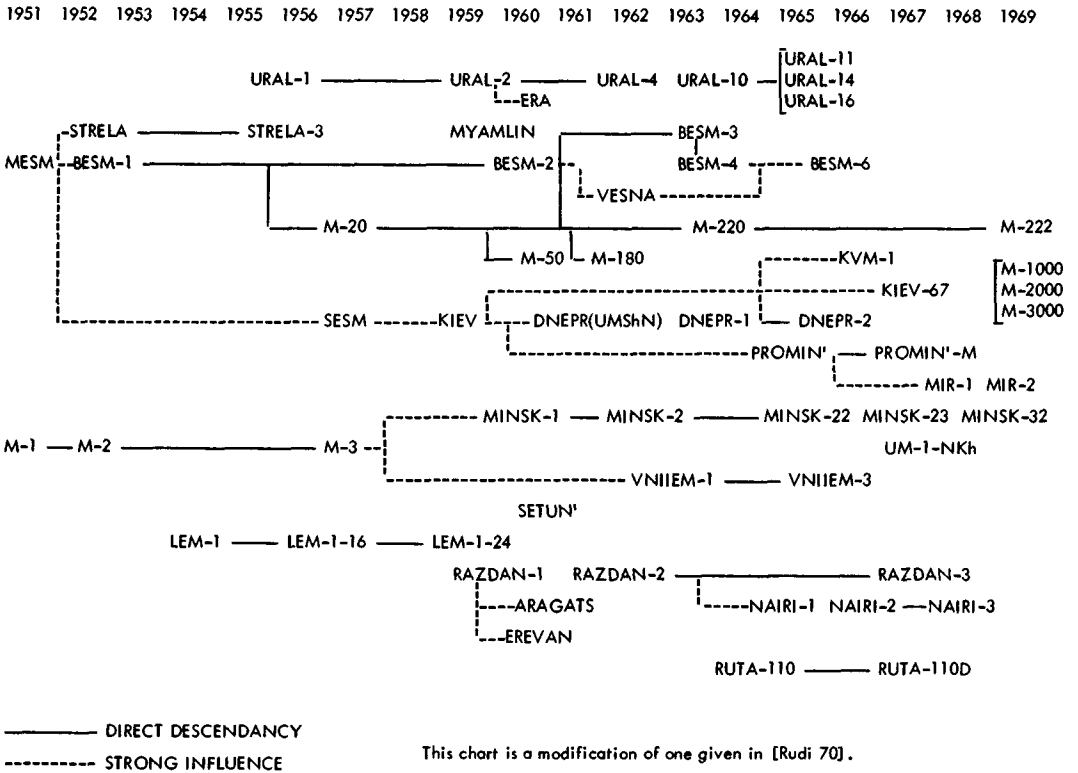 1951 1952 1953 1954 1955 1956 1957 1958 1959 1960 1961 1962 1963 1964 1965 1966 1967 1968 1969
URAL-11
URAL-1 URAL-2 URAL-4 URAL-10 URAL-14
ERA URAL-16
STRELA STRELA-3 MYAMLIN BESM-3
MESM BESM-1 BESM-2 BESM-4 BESM-6
VESNA
M-20 M-220 M-222
M-50 M-180 KVM-1
M-1000
KIEV-67 M-2000
M-3000
SESM KIEV DNEPR(UMShN) DNEPR-1 DNEPR-2
PROMIN' PROMIN'-M
MIR-1 MIR-2
MINSK-1 MINSK-2 MINSK-22 MINSK-23 MINSK-32
M-1 M-2 M-3 UM-1-NKh
VNIIEM-1 VNIIEM-3
SETUN'
LEM-1 LEM-1-16 LEM-1-24
RAZDAN-1 RAZDAN-2 RAZDAN-3
ARAGATS NAIRI-1 NAIRI-2 NAIRI-3
EREVAN
RUTA-110 RUTA-110D
DIRECT DESCENDANCY
STRONG INFLUENCE This chart is a modification of one given in [Rudi 70].